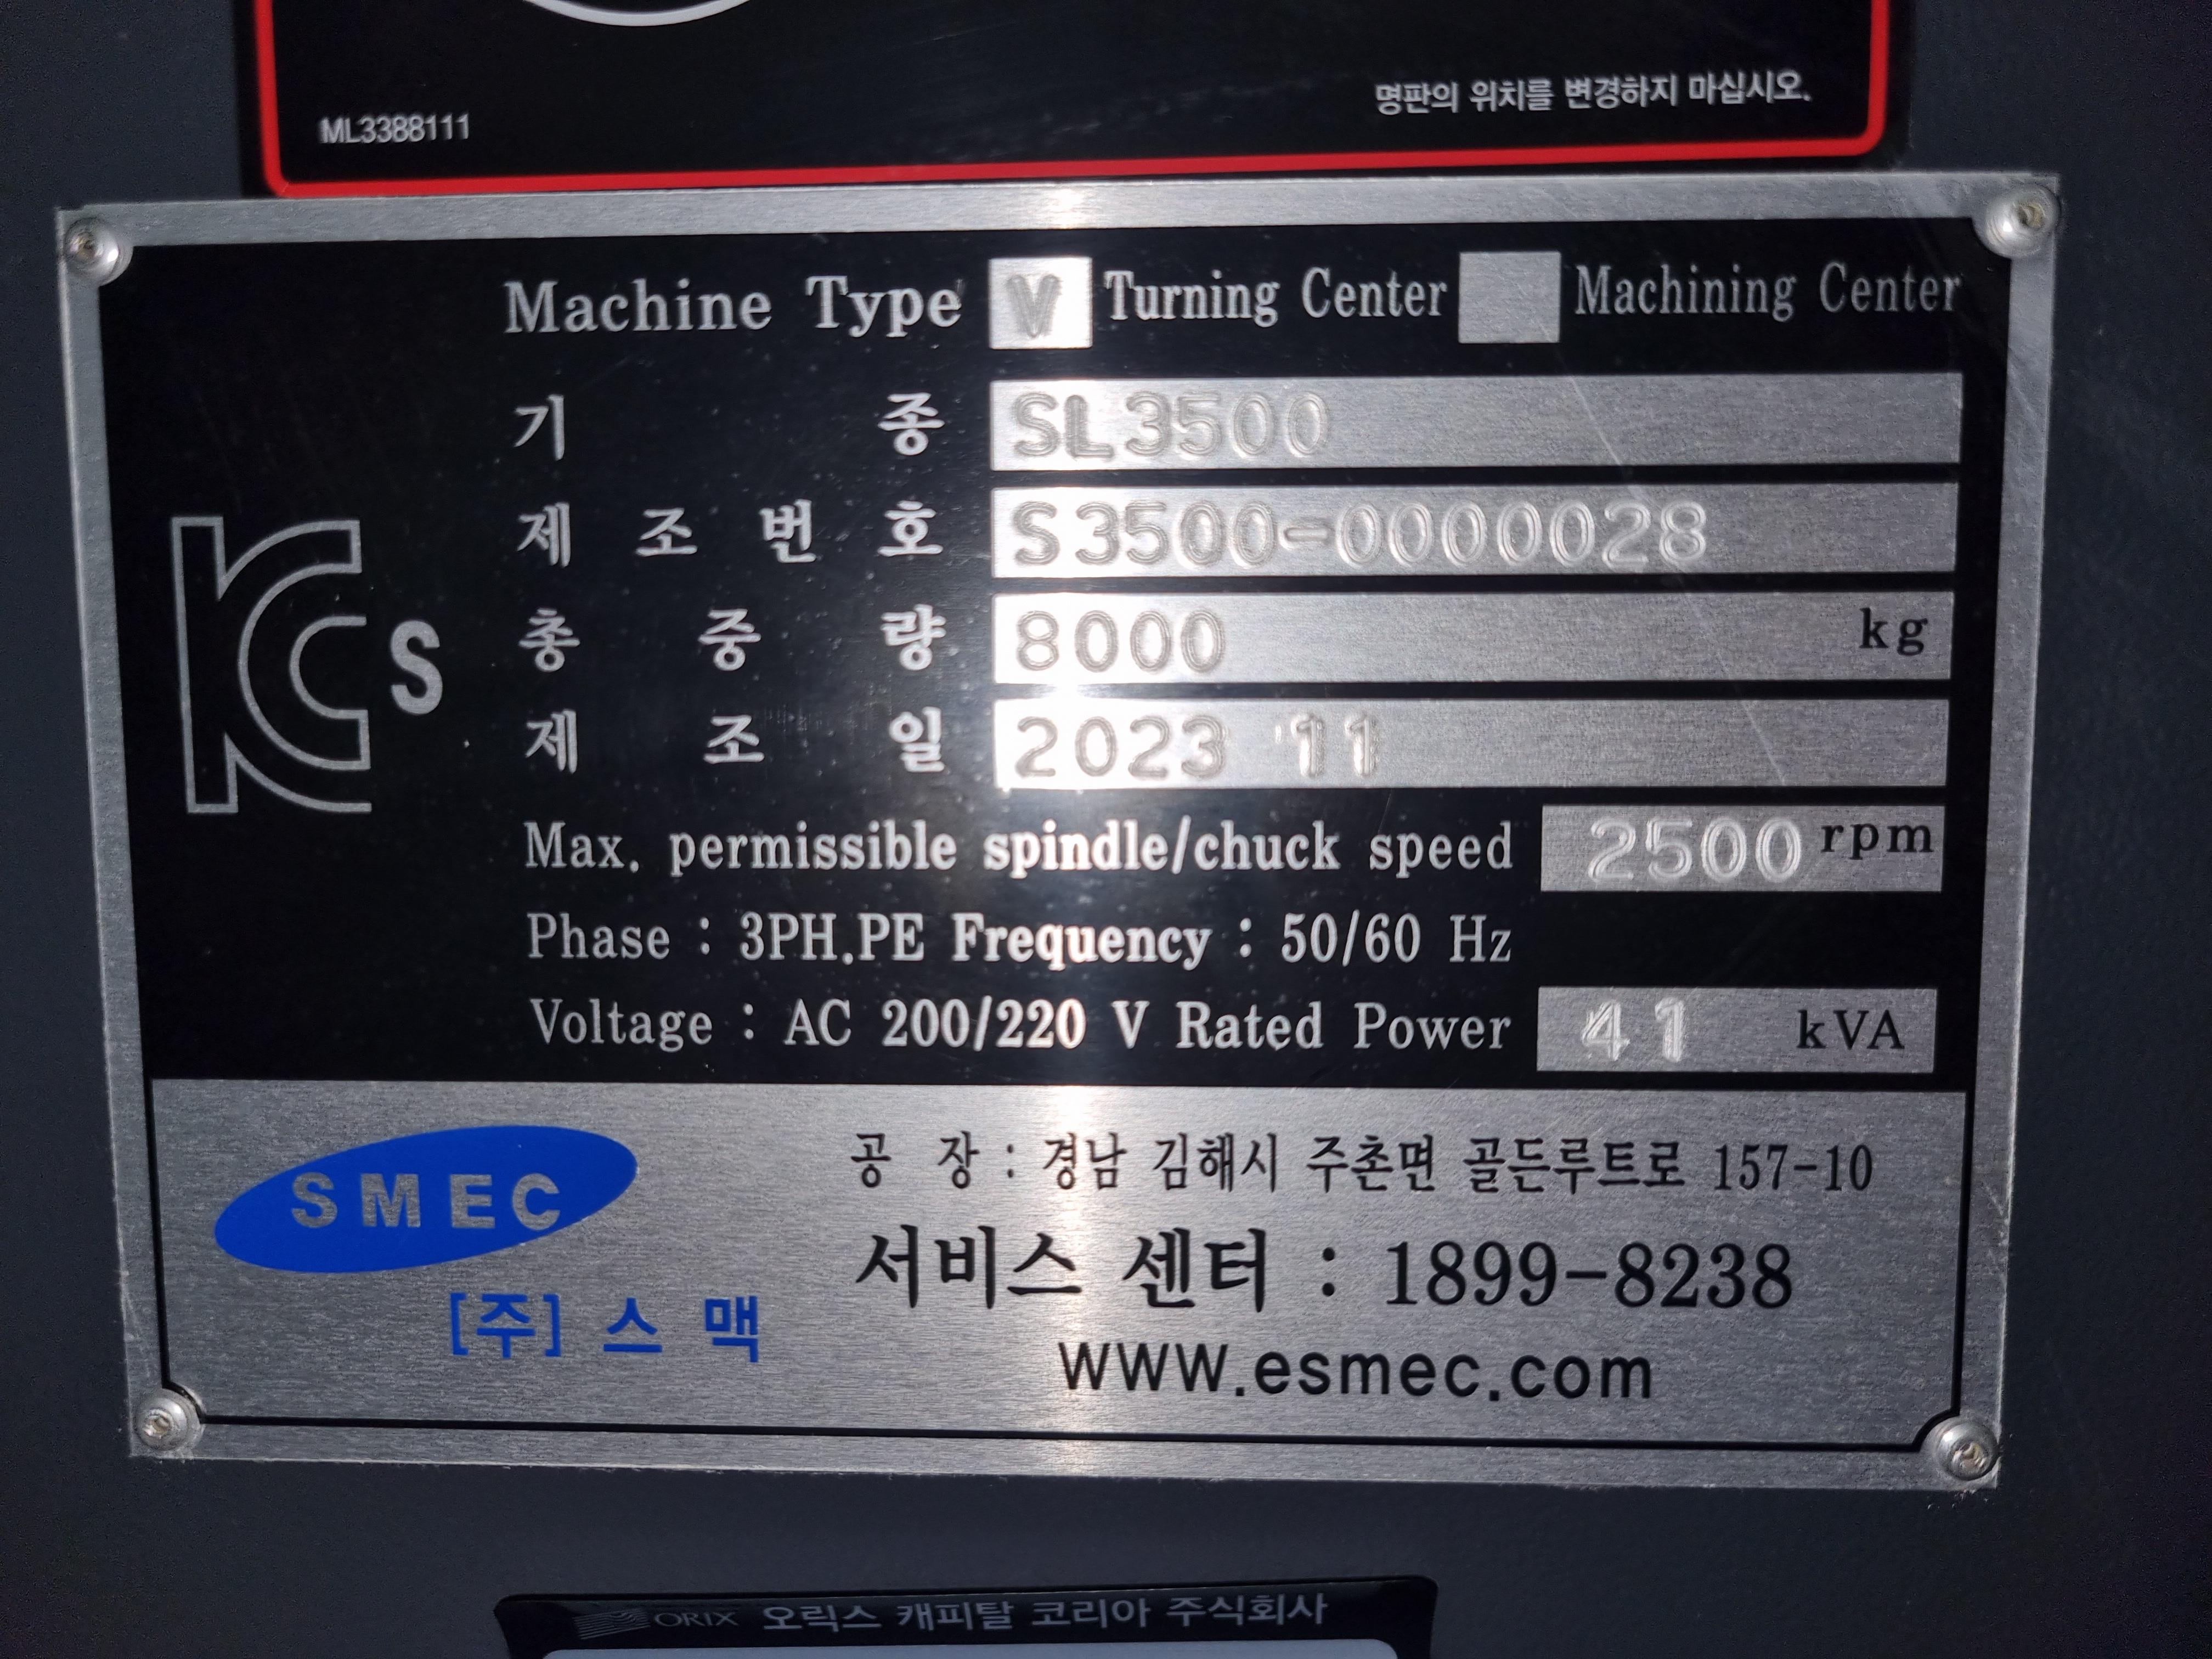 ML3388111
명판의 위치를 변경하지 마십시오.
Machine Type V Turning Center Machining Center
기 종 SL3500
제 조 번 호 S3500-0000028
총 중 량 8000 kg
제 조 일 2023 11
KCs
Max. permissible spindle/chuck speed 2500 rpm
Phase : 3PH.PE Frequency : 50/60 Hz
Voltage : AC 200/220 V Rated Power 41 kVA
SMEC
[주] 스 맥
공 장 : 경남 김해시 주촌면 골든루트로 157-10
서비스 센터 : 1899-8238
www.esmec.com
ORIX 오릭스 캐피탈 코리아 주식회사